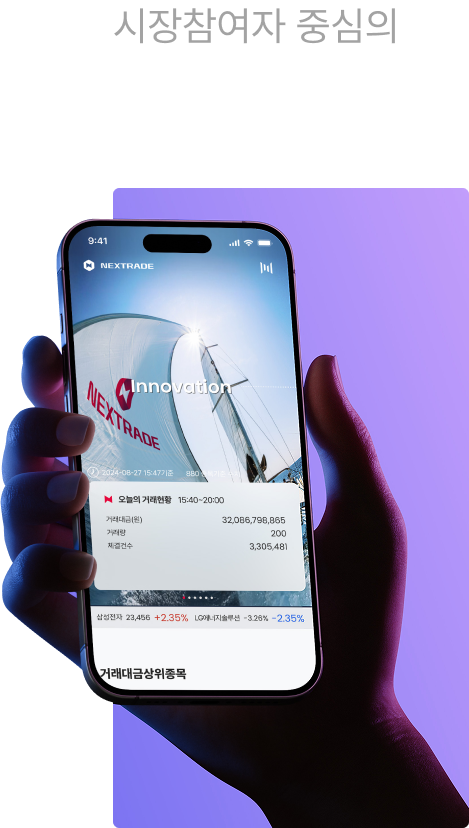 시장참여자 중심의
9:41
NEXTRADE
Innovation
NEXTRADE
2024-08-27 15:47기준
오늘의 거래현황 15:40~20:00
거래대금(원) 32,086,798,865
거래량 200
체결건수 3,305,481
삼성전자 23,456 +2.35% LG에너지솔루션 -3.26% -2.35%
거래대금상위종목